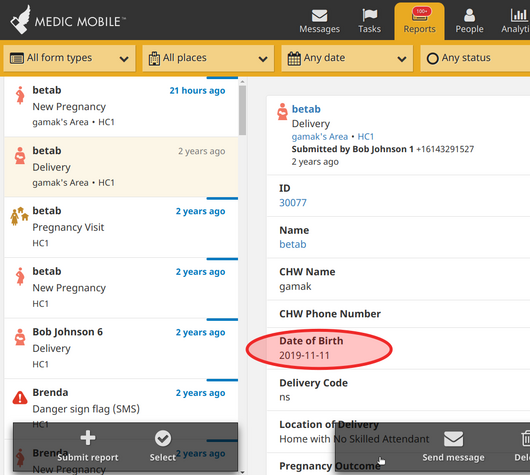 MEDIC MOBILE™
Messages
Tasks
100+
Reports
People
Analyti
All form types
All places
Any date
Any status
betab
21 hours ago
New Pregnancy
gamak's Area • HC1
betab
2 years ago
Delivery
gamak's Area • HC1
betab
2 years ago
Pregnancy Visit
HC1
betab
2 years ago
New Pregnancy
HC1
Bob Johnson 6
2 years ago
Delivery
HC1
Brenda
2 years ago
Danger sign flag (SMS)
HC1
Brenda
2 years ago
New Pregnancy
Submit report
Select
betab
Delivery
gamak's Area • HC1
Submitted by Bob Johnson 1 +16143291527
2 years ago
ID
30077
Name
betab
CHW Name
gamak
CHW Phone Number
Date of Birth
2019-11-11
Delivery Code
ns
Location of Delivery
Home with No Skilled Attendant
Pregnancy Outcome
Send message
Del